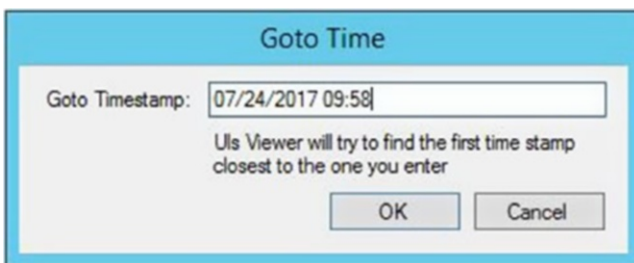 Goto Time
Goto Timestamp: 07/24/2017 09:58
Uls Viewer will try to find the first time stamp
closest to the one you enter
OK Cancel